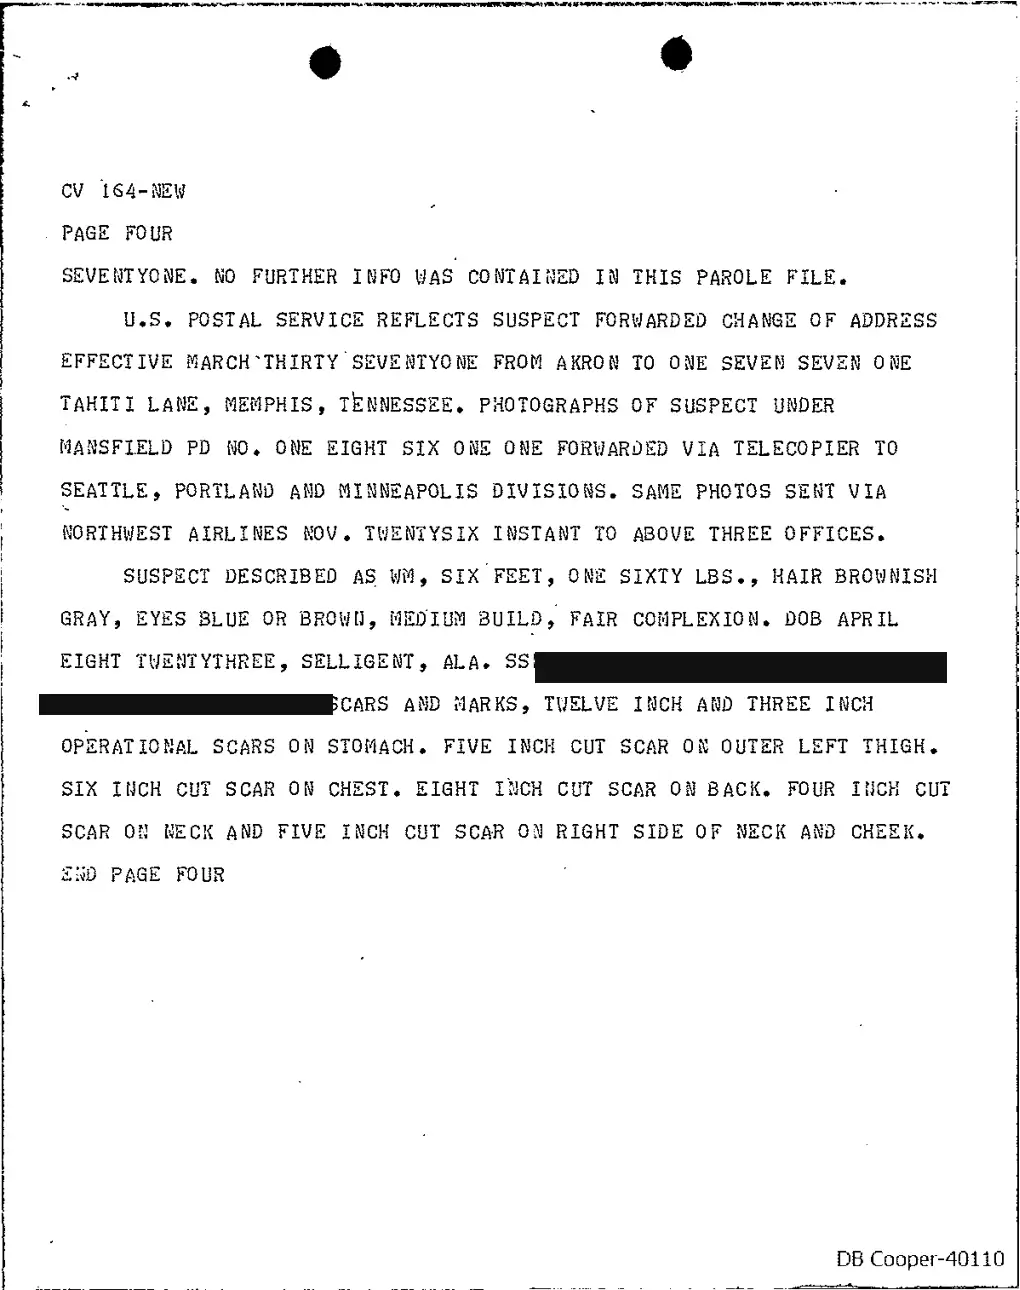 CV 164-NEW
PAGE FOUR
SEVENTYONE. NO FURTHER INFO WAS CONTAINED IN THIS PAROLE FILE.
U.S. POSTAL SERVICE REFLECTS SUSPECT FORWARDED CHANGE OF ADDRESS
EFFECTIVE MARCH THIRTY SEVENTYONE FROM AKRON TO ONE SEVEN SEVEN ONE
TAHITI LANE, MEMPHIS, TENNESSEE. PHOTOGRAPHS OF SUSPECT UNDER
MANSFIELD PD NO. ONE EIGHT SIX ONE ONE FORWARDED VIA TELECOPIER TO
SEATTLE, PORTLAND AND MINNEAPOLIS DIVISIONS. SAME PHOTOS SENT VIA
NORTHWEST AIRLINES NOV. TWENTYSIX INSTANT TO ABOVE THREE OFFICES.
SUSPECT DESCRIBED AS WM, SIX FEET, ONE SIXTY LBS., HAIR BROWNISH
GRAY, EYES BLUE OR BROWN, MEDIUM BUILD, FAIR COMPLEXION. DOB APRIL
EIGHT TWENTYTHREE, SELLIGENT, ALA. SS
SCARS AND MARKS, TWELVE INCH AND THREE INCH
OPERATIONAL SCARS ON STOMACH. FIVE INCH CUT SCAR ON OUTER LEFT THIGH.
SIX INCH CUT SCAR ON CHEST. EIGHT INCH CUT SCAR ON BACK. FOUR INCH CUT
SCAR ON NECK AND FIVE INCH CUT SCAR ON RIGHT SIDE OF NECK AND CHEEK.
END PAGE FOUR
DB Cooper-40110